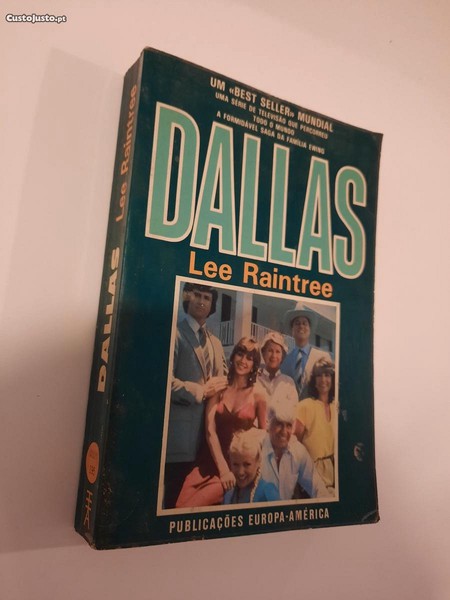 CustoJusto.pt
UM «BEST SELLER» MUNDIAL
UMA SÉRIE DE TELEVISÃO QUE PERCORREU
TODO O MUNDO
A FORMIDÁVEL SAGA DA FAMÍLIA EWING
DALLAS
Lee Raintree
PUBLICAÇÕES EUROPA-AMÉRICA
DALLAS Lee Raintree